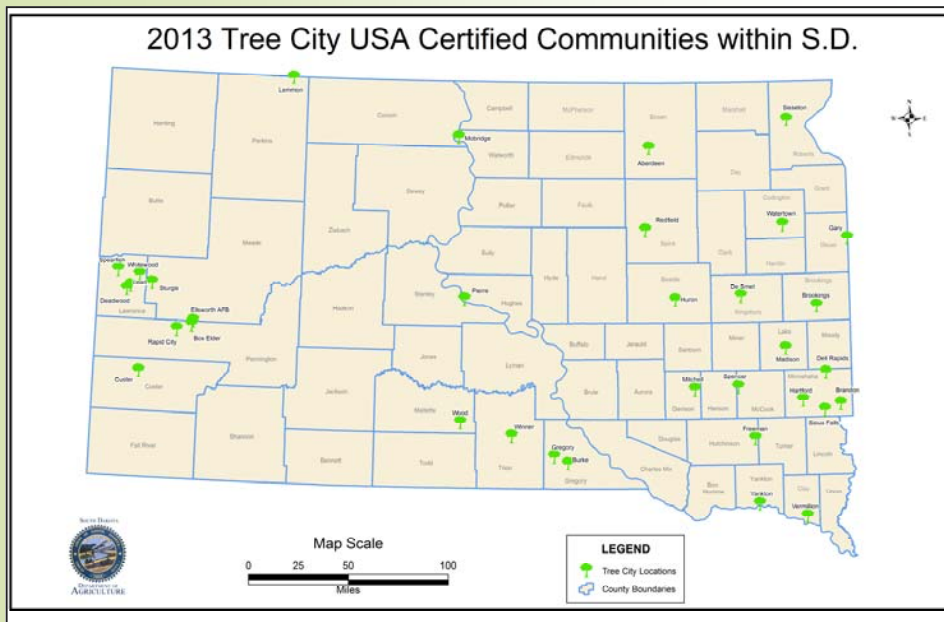 2013 Tree City USA Certified Communities within S.D.
Lemmon
Harding
Perkins
Corson
Campbell
McPherson
Brown
Marshall
Sisseton
Roberts
N
W
E
S
Mobridge
Walworth
Edmunds
Aberdeen
Day
Grant
Butte
Meade
Ziebach
Dewey
Potter
Faulk
Redfield
Spink
Clark
Codington
Watertown
Hamlin
Gary
Deuel
Spearfish
Whitewood
Sturgis
Deadwood
Lawrence
Sully
Hyde
Hand
Beadle
Huron
De Smet
Kingsbury
Brookings
Brookings
Ellsworth AFB
Box Elder
Rapid City
Pennington
Haakon
Stanley
Pierre
Hughes
Buffalo
Jerauld
Sanborn
Miner
Lake
Madison
Moody
Dell Rapids
Custer
Custer
Jackson
Jones
Lyman
Brule
Aurora
Mitchell
Davison
Spencer
Hanson
McCook
Minnehaha
Hartford
Brandon
Sioux Falls
Fall River
Shannon
Bennett
Mellette
Wood
Todd
Winner
Tripp
Gregory
Burke
Gregory
Charles Mix
Douglas
Hutchinson
Freeman
Turner
Lincoln
Bon
Homme
Yankton
Yankton
Clay
Vermillion
Union
SOUTH DAKOTA
DEPARTMENT OF
AGRICULTURE
Map Scale
0 25 50 100
Miles
LEGEND
Tree City Locations
County Boundaries